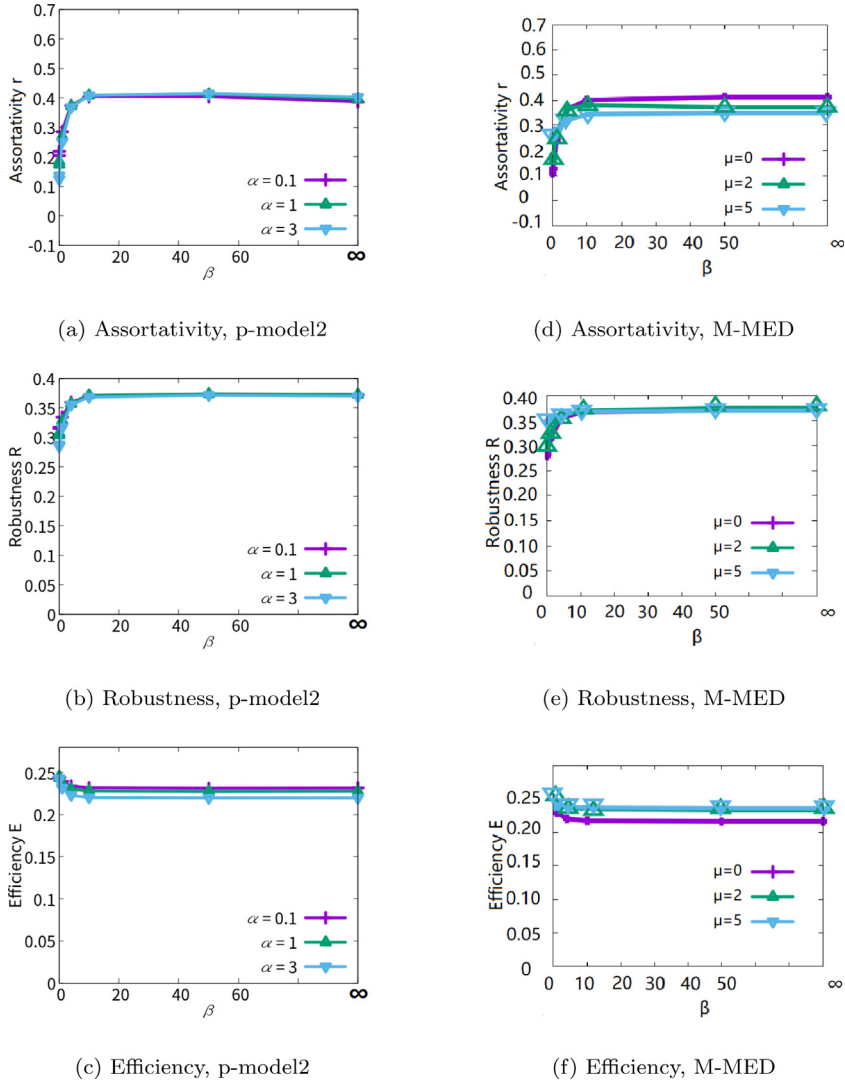 0.7
0.6
0.5
0.4
0.3
0.2
0.1
0
-0.1
Assortativity r
α = 0.1
α = 1
α = 3
0 20 40 60 ∞
β
(a) Assortativity, p-model2
0.7
0.6
0.5
0.4
0.3
0.2
0.1
0
-0.1
Assortativity r
μ=0
μ=2
μ=5
0 10 20 30 50 ∞
β
(d) Assortativity, M-MED
0.4
0.35
0.3
0.25
0.2
0.15
0.1
0.05
0
Robustness R
α = 0.1
α = 1
α = 3
0 20 40 60 ∞
β
(b) Robustness, p-model2
0.40
0.35
0.30
0.25
0.20
0.15
0.10
0.05
0
Robustness R
μ=0
μ=2
μ=5
0 10 20 30 50 ∞
β
(e) Robustness, M-MED
0.25
0.2
0.15
0.1
0.05
0
Efficiency E
α = 0.1
α = 1
α = 3
0 20 40 60 ∞
β
(c) Efficiency, p-model2
0.25
0.20
0.15
0.10
0.05
0
Efficiency E
μ=0
μ=2
μ=5
0 10 20 30 50 ∞
β
(f) Efficiency, M-MED